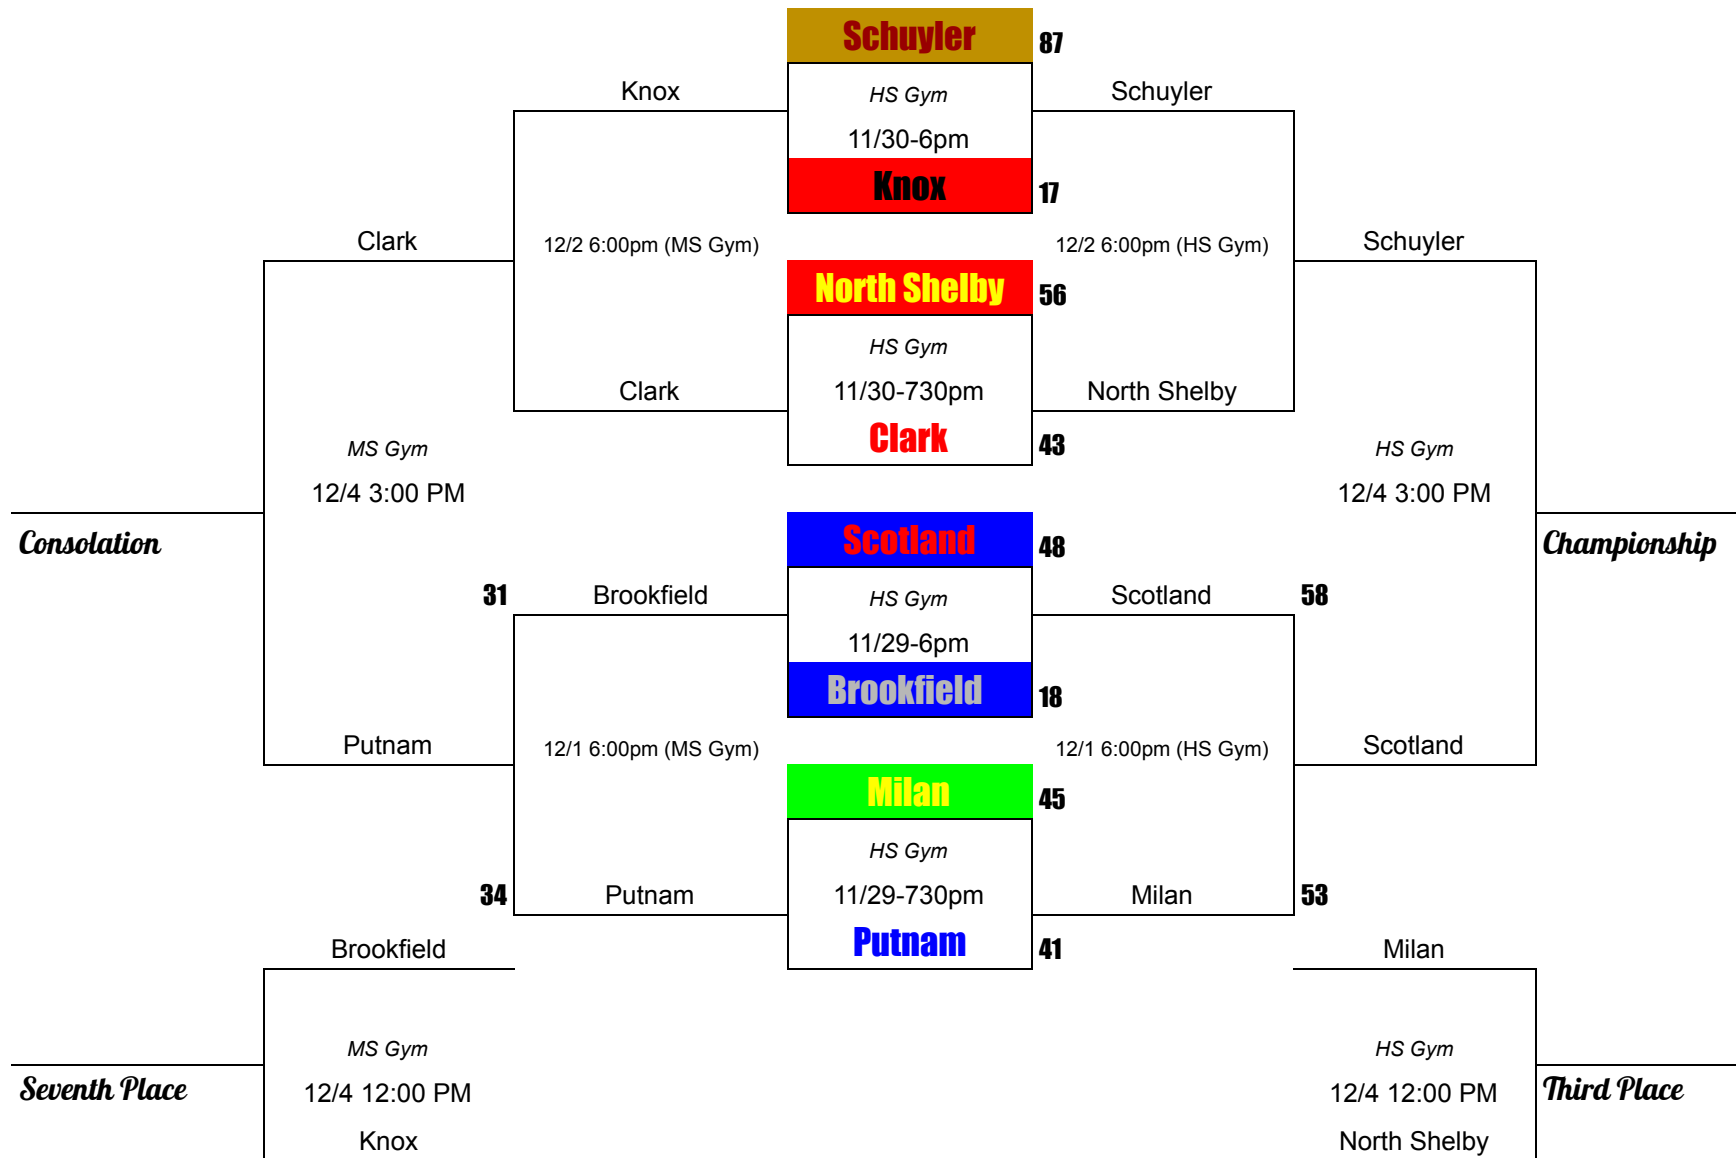 Schuyler 87
Knox HS Gym Schuyler
11/30-6pm
Knox 17
Clark 12/2 6:00pm (MS Gym) 12/2 6:00pm (HS Gym) Schuyler
North Shelby 56
HS Gym
Clark 11/30-730pm North Shelby
MS Gym Clark 43 HS Gym
12/4 3:00 PM 12/4 3:00 PM
Consolation Scotland 48 Championship
31 Brookfield HS Gym Scotland 58
11/29-6pm
Brookfield 18
Putnam 12/1 6:00pm (MS Gym) 12/1 6:00pm (HS Gym) Scotland
Milan 45
HS Gym
34 Putnam 11/29-730pm Milan 53
Brookfield Putnam 41 Milan
MS Gym HS Gym
Seventh Place 12/4 12:00 PM 12/4 12:00 PM Third Place
Knox North Shelby